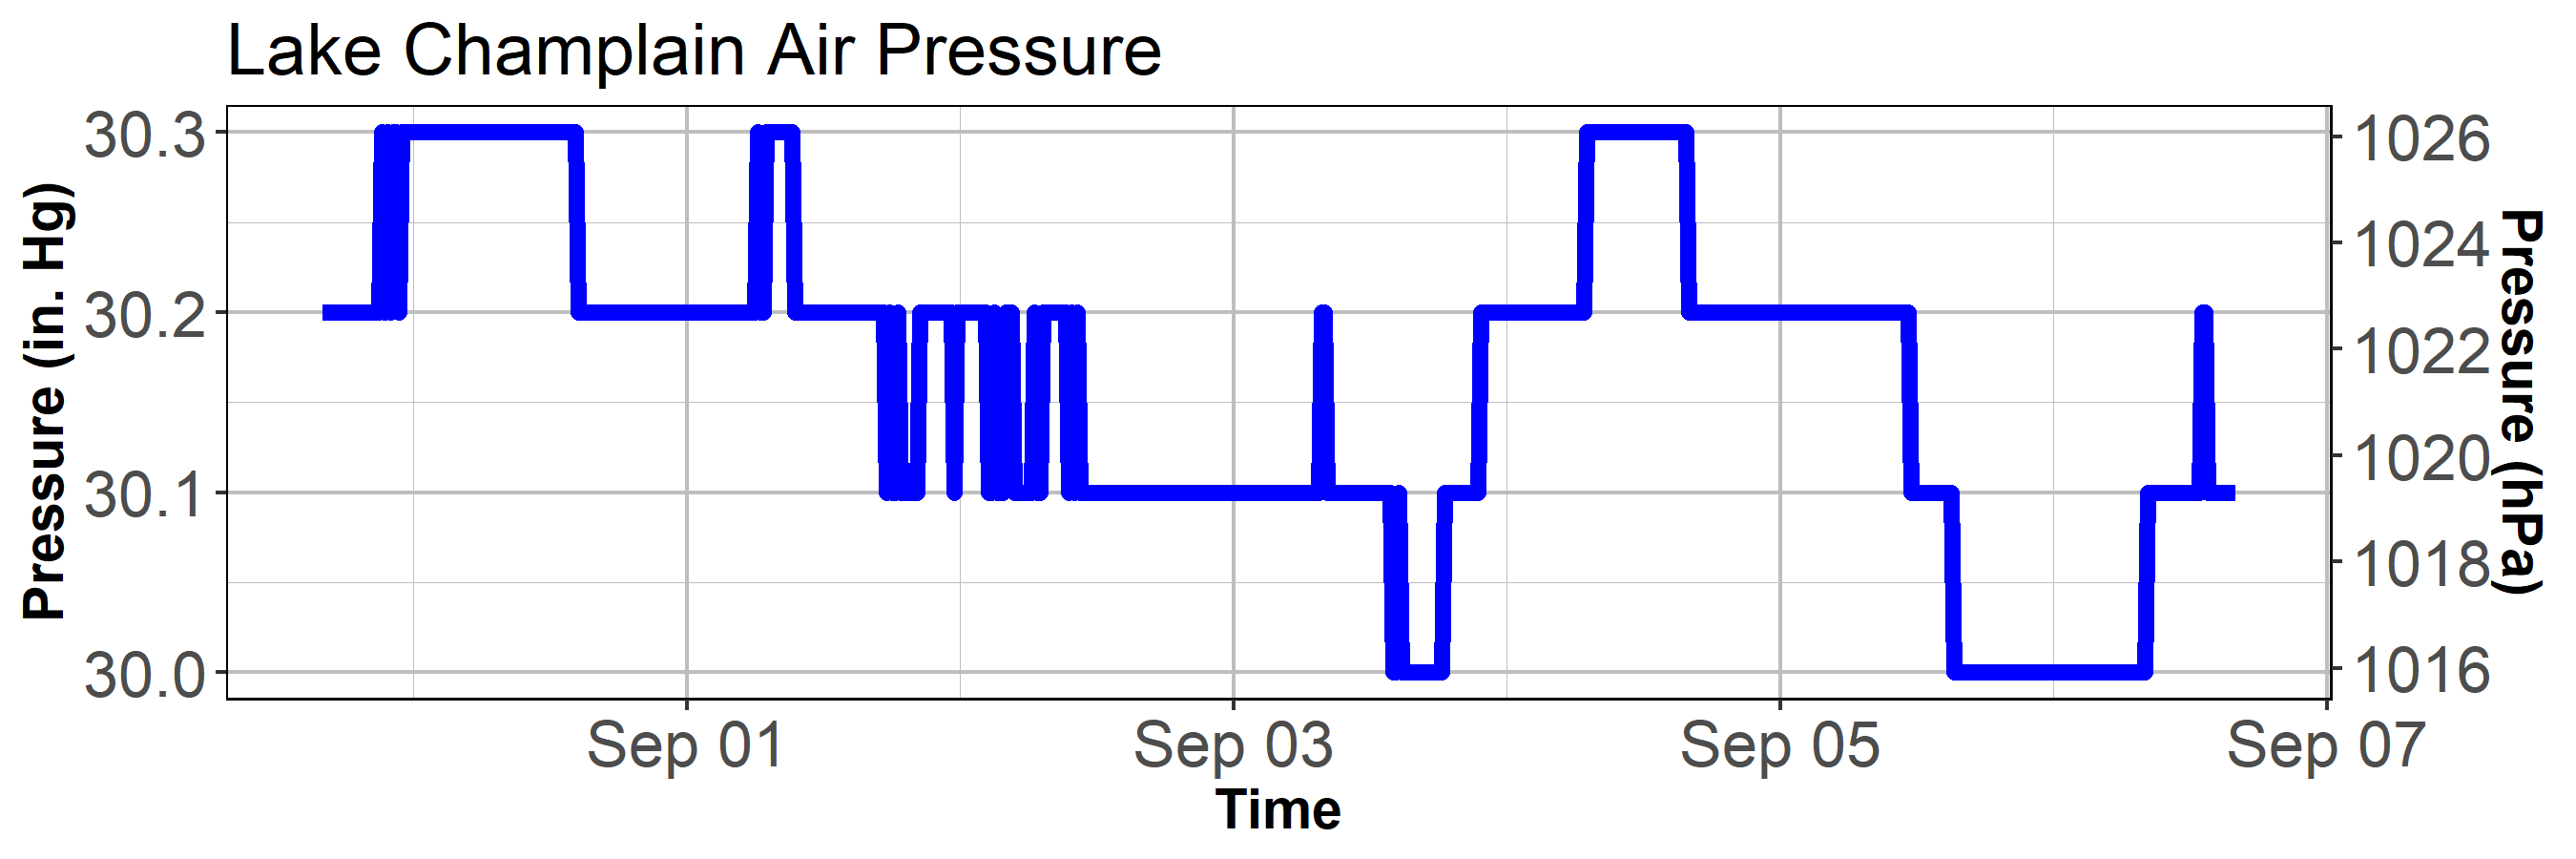 Lake Champlain Air Pressure
30.3
30.2
30.1
30.0
Pressure (in. Hg)
1026
1024
1022
1020
1018
1016
Pressure (hPa)
Sep 01
Sep 03
Sep 05
Sep 07
Time